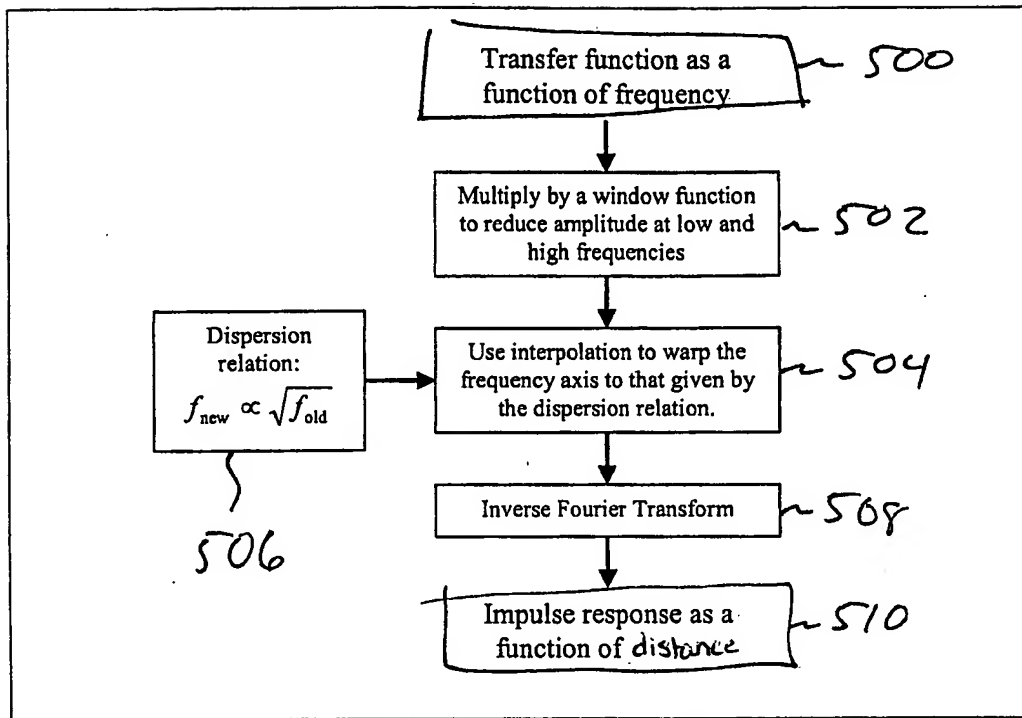 Transfer function as a
function of frequency
500
Multiply by a window function
to reduce amplitude at low and
high frequencies
502
Dispersion
relation:
f_new ∝ √f_old
506
Use interpolation to warp the
frequency axis to that given by
the dispersion relation.
504
Inverse Fourier Transform
508
Impulse response as a
function of distance
510